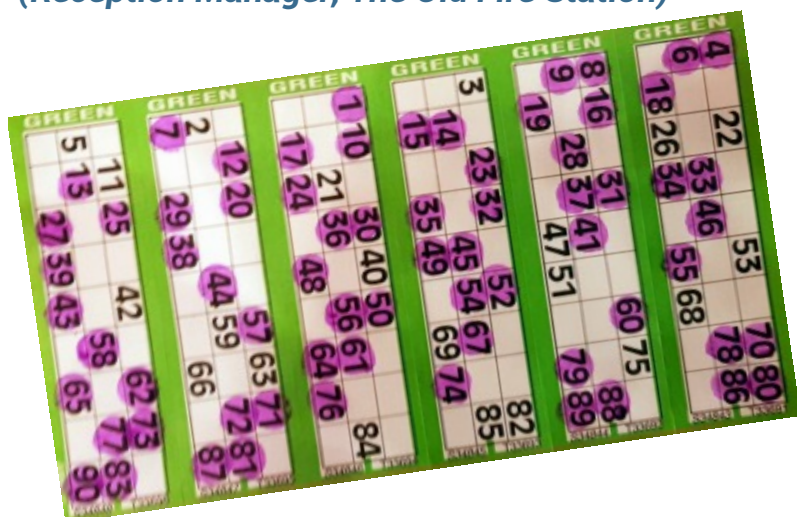 (Reception Manager, The Old Fire Station)
GREEN
11 25 42 62 73
5 13 58 77 83
27 39 43 65 90
GREEN
12 20 57 63 71
2 44 59 72 81
7 29 38 66 87
GREEN
1 10 30 40 50
21 36 56 61 84
17 24 48 64 76
GREEN
3 23 32 52 82
14 45 54 67 85
15 35 49 69 74
GREEN
8 16 31 60 75
9 28 37 41 88
19 47 51 79 89
GREEN
4 22 53 70 80
6 33 46 78 86
18 26 34 55 68